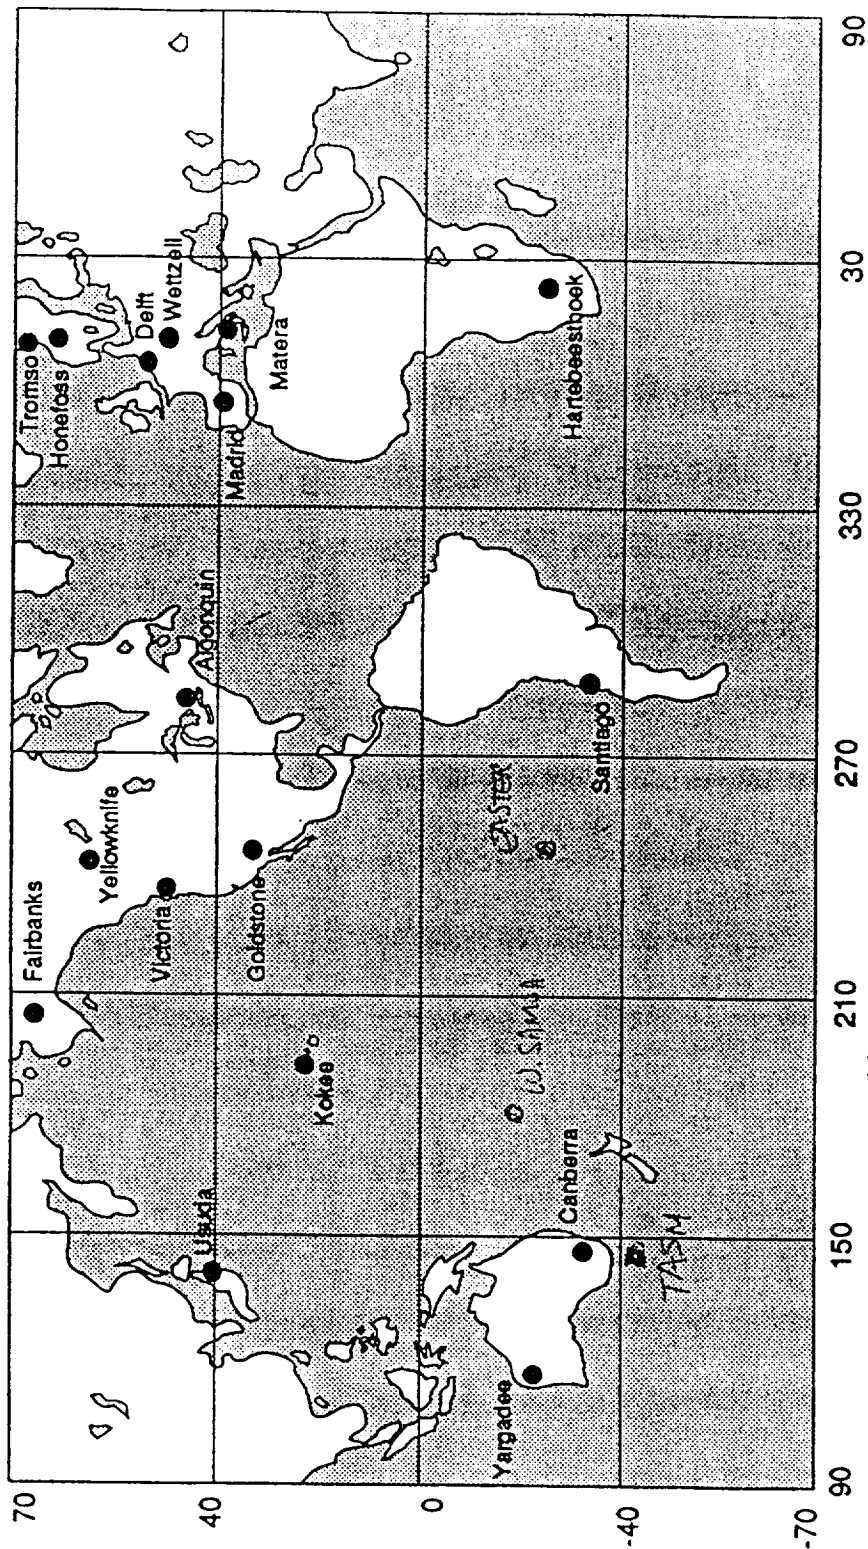 70
40
0
-40
-70
90
150
210
270
330
30
90
Fairbanks
Yellowknife
Victoria
Goldstone
Algonquin
Tromso
Honefoss
Delft
Wettzell
Madrid
Matera
Usuda
Kokee
Yargadee
Canberra
Santiago
Hartebeesthoek
W. SAMOA
EASTER
TASM